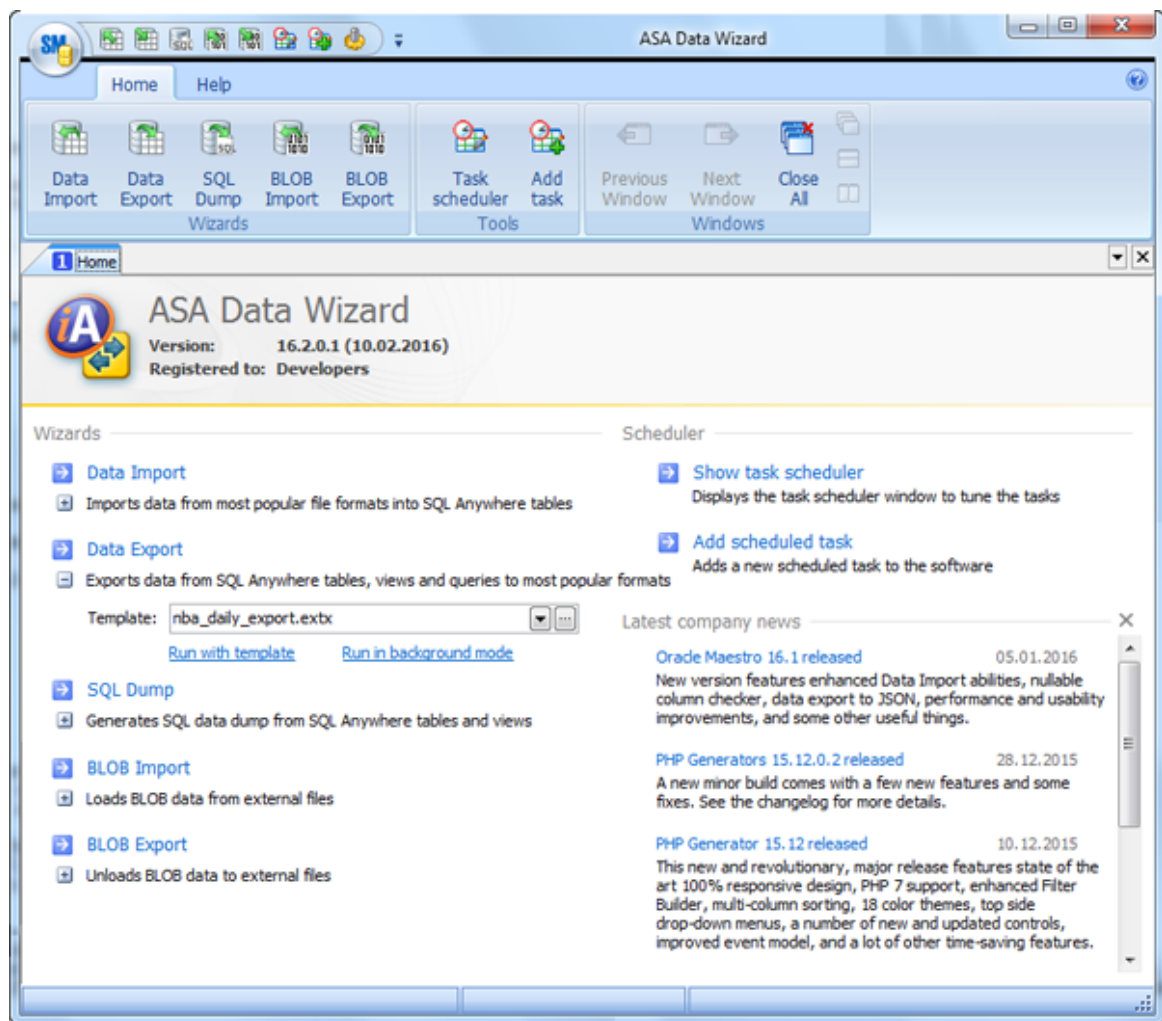 SM
ASA Data Wizard
Home
Help
Data Import
Data Export
SQL Dump
BLOB Import
BLOB Export
Task scheduler
Add task
Previous Window
Next Window
Close All
Wizards
Tools
Windows
1 Home
iA
ASA Data Wizard
Version: 16.2.0.1 (10.02.2016)
Registered to: Developers
Wizards
Data Import
Imports data from most popular file formats into SQL Anywhere tables
Data Export
Exports data from SQL Anywhere tables, views and queries to most popular formats
Template: nba_daily_export.extx
Run with template Run in background mode
SQL Dump
Generates SQL data dump from SQL Anywhere tables and views
BLOB Import
Loads BLOB data from external files
BLOB Export
Unloads BLOB data to external files
Scheduler
Show task scheduler
Displays the task scheduler window to tune the tasks
Add scheduled task
Adds a new scheduled task to the software
Latest company news
Oracle Maestro 16.1 released 05.01.2016
New version features enhanced Data Import abilities, nullable
column checker, data export to JSON, performance and usability
improvements, and some other useful things.
PHP Generators 15.12.0.2 released 28.12.2015
A new minor build comes with a few new features and some
fixes. See the changelog for more details.
PHP Generator 15.12 released 10.12.2015
This new and revolutionary, major release features state of the
art 100% responsive design, PHP 7 support, enhanced Filter
Builder, multi-column sorting, 18 color themes, top side
drop-down menus, a number of new and updated controls,
improved event model, and a lot of other time-saving features.